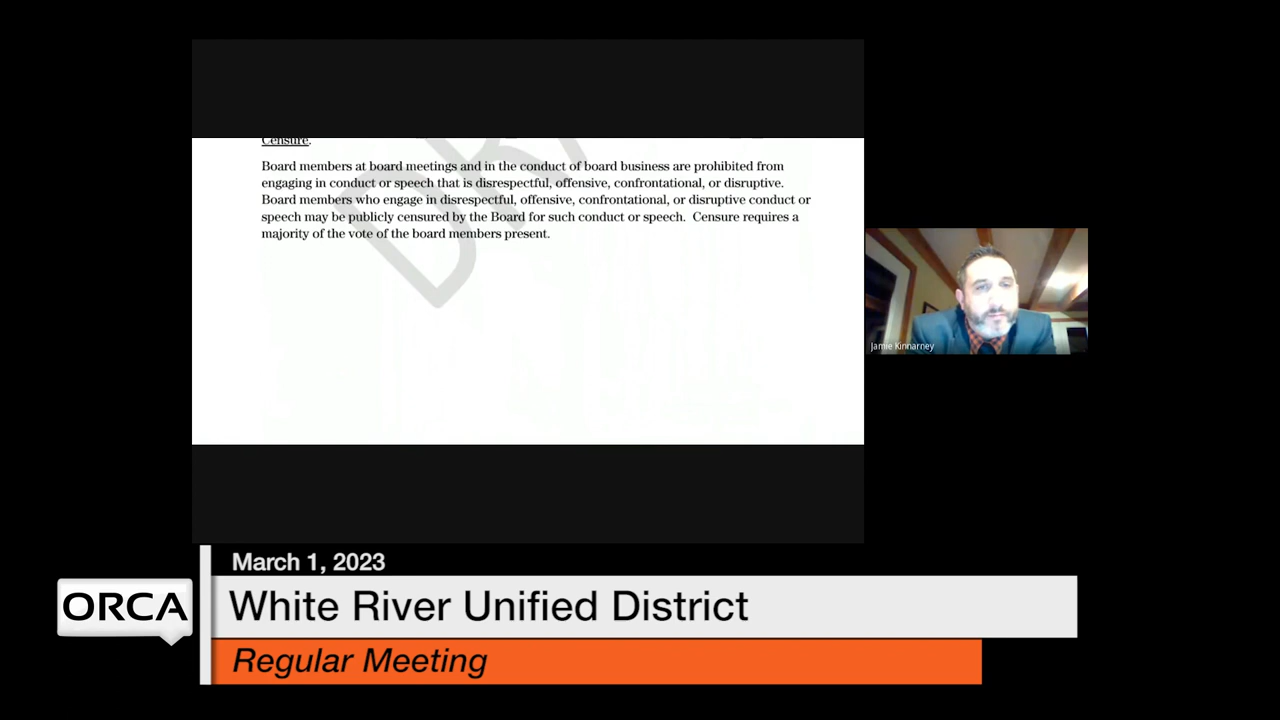 Censure.
Board members at board meetings and in the conduct of board business are prohibited from
engaging in conduct or speech that is disrespectful, offensive, confrontational, or disruptive.
Board members who engage in disrespectful, offensive, confrontational, or disruptive conduct or
speech may be publicly censured by the Board for such conduct or speech.  Censure requires a
majority of the vote of the board members present.
Jamie Kinnarney
March 1, 2023
ORCA
White River Unified District
Regular Meeting